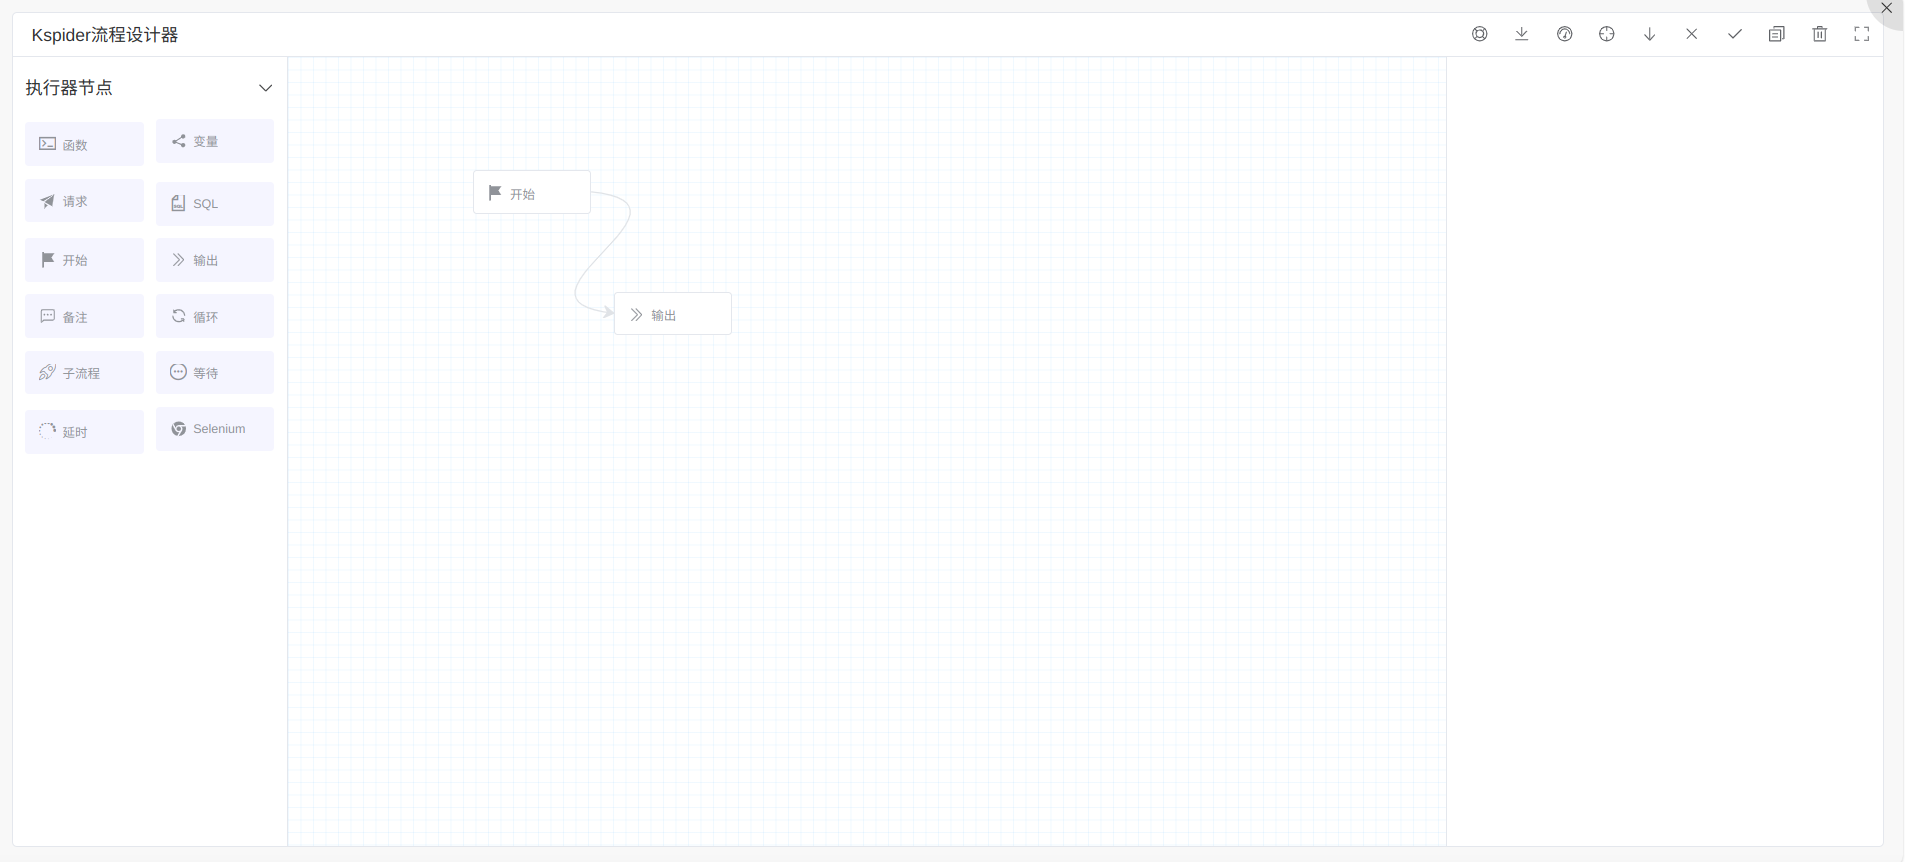 Kspider流程设计器
执行器节点
函数
变量
请求
SQL
开始
输出
备注
循环
子流程
等待
延时
Selenium
开始
输出